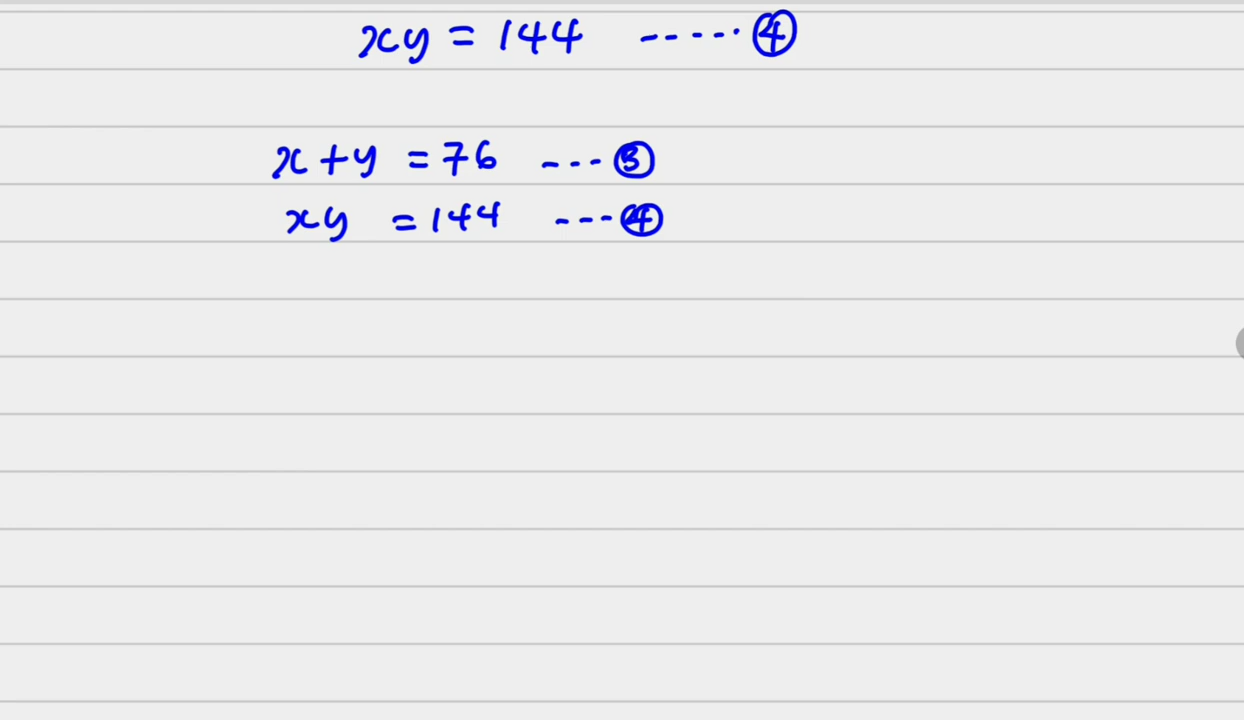 xy = 144 ----- ④
x + y = 76 --- ③
xy = 144 --- ④